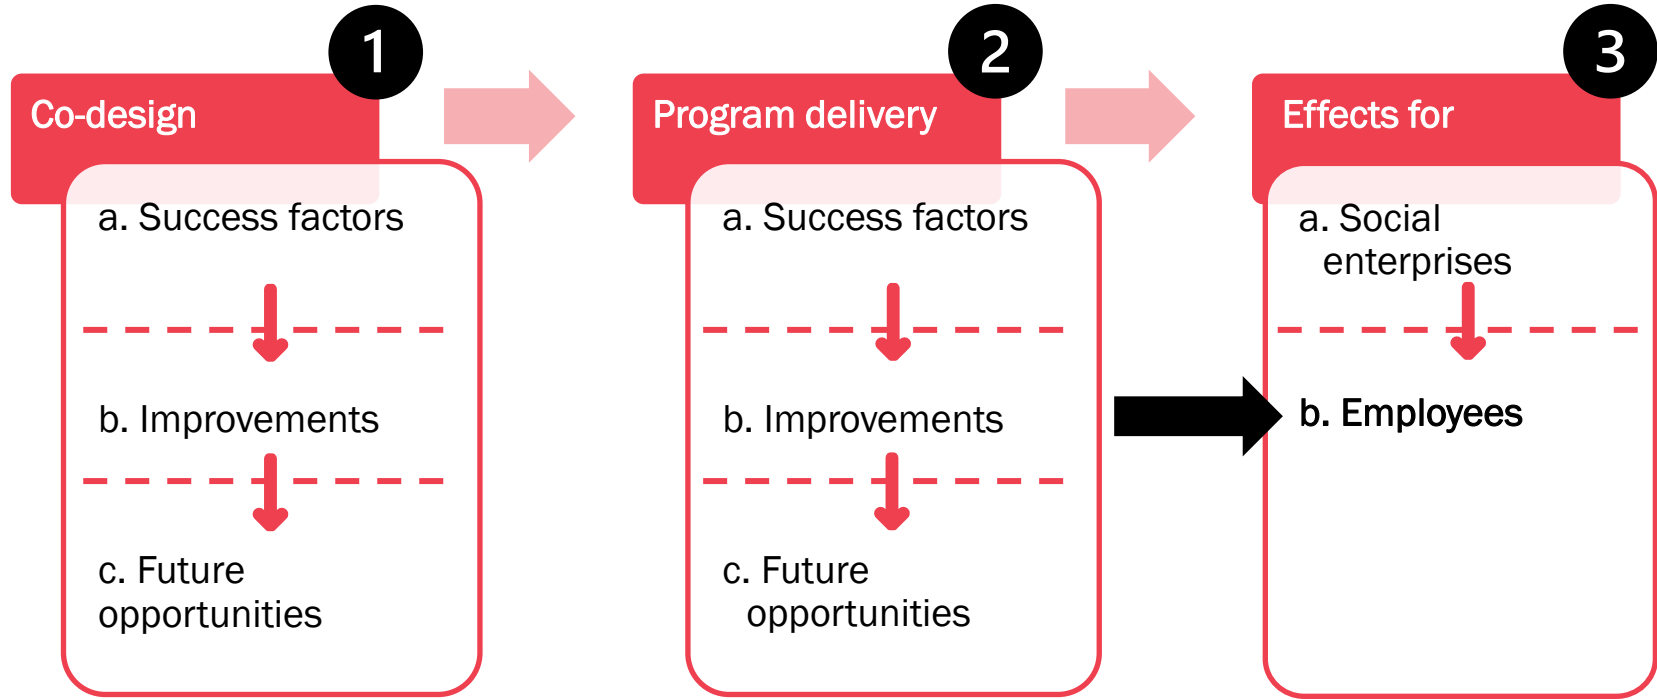 1
Co-design
a. Success factors
b. Improvements
c. Future
opportunities
2
Program delivery
a. Success factors
b. Improvements
c. Future
opportunities
3
Effects for
a. Social
enterprises
b. Employees